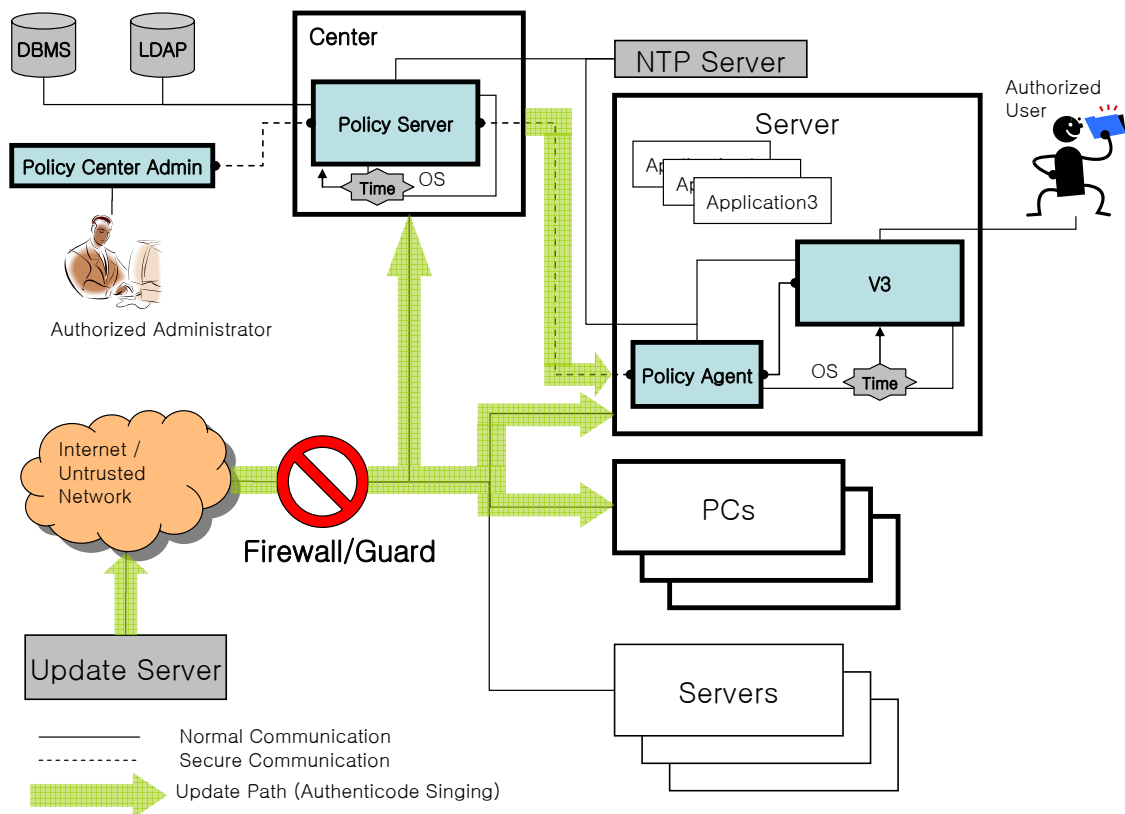 DBMS
LDAP
Center
NTP Server
Policy Server
Time
OS
Policy Center Admin
Authorized Administrator
Authorized
User
Server
Application3
V3
Policy Agent
OS
Time
Internet /
Untrusted
Network
Firewall/Guard
PCs
Update Server
Servers
Normal Communication
Secure Communication
Update Path (Authenticode Singing)